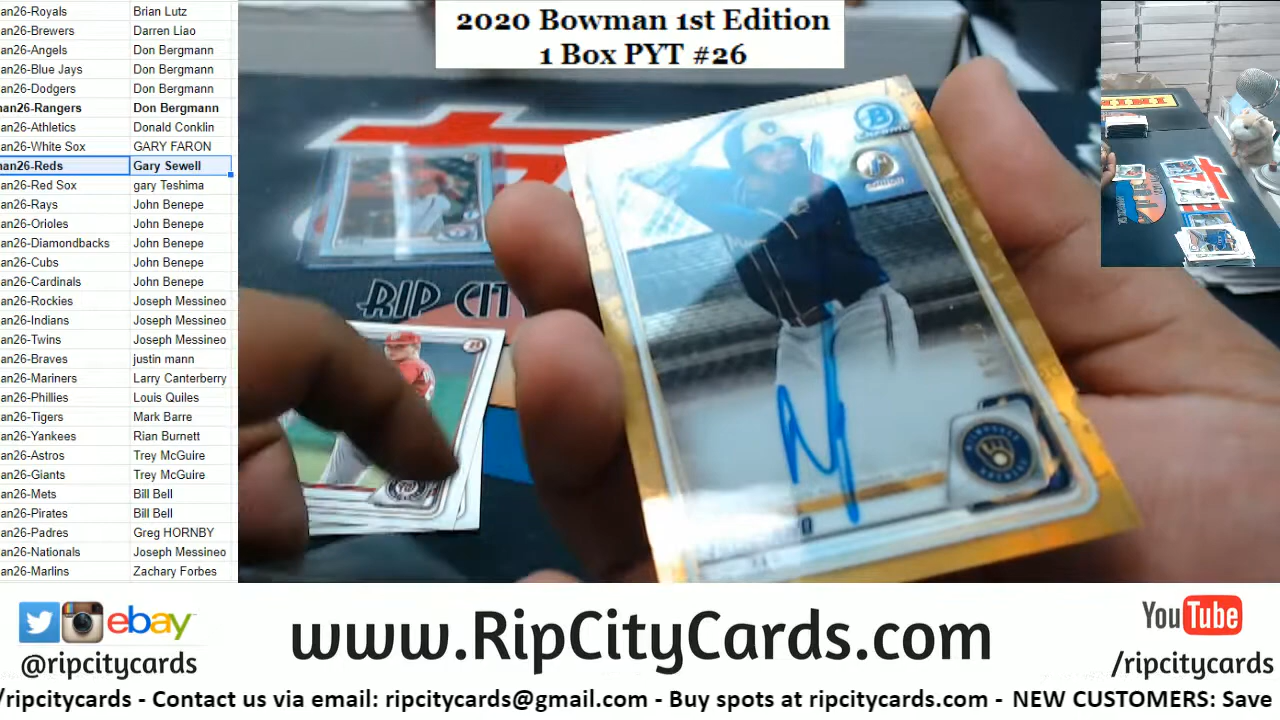 an26-Royals Brian Lutz
an26-Brewers Darren Liao
an26-Angels Don Bergmann
an26-Blue Jays Don Bergmann
an26-Dodgers Don Bergmann
nan26-Rangers Don Bergmann
an26-Athletics Donald Conklin
an26-White Sox GARY FARON
nan26-Reds Gary Sewell
an26-Red Sox gary Teshima
an26-Rays John Benepe
an26-Orioles John Benepe
an26-Diamondbacks John Benepe
an26-Cubs John Benepe
an26-Cardinals John Benepe
an26-Rockies Joseph Messineo
an26-Indians Joseph Messineo
an26-Twins Joseph Messineo
an26-Braves justin mann
an26-Mariners Larry Canterberry
an26-Phillies Louis Quiles
an26-Tigers Mark Barre
an26-Yankees Rian Burnett
an26-Astros Trey McGuire
an26-Giants Trey McGuire
an26-Mets Bill Bell
an26-Pirates Bill Bell
an26-Padres Greg HORNBY
an26-Nationals Joseph Messineo
an26-Marlins Zachary Forbes
2020 Bowman 1st Edition
1 Box PYT #26
RIP CIT
ebay
@ripcitycards
www.RipCityCards.com
YouTube
/ripcitycards
/ripcitycards - Contact us via email: ripcitycards@gmail.com - Buy spots at ripcitycards.com - NEW CUSTOMERS: Save